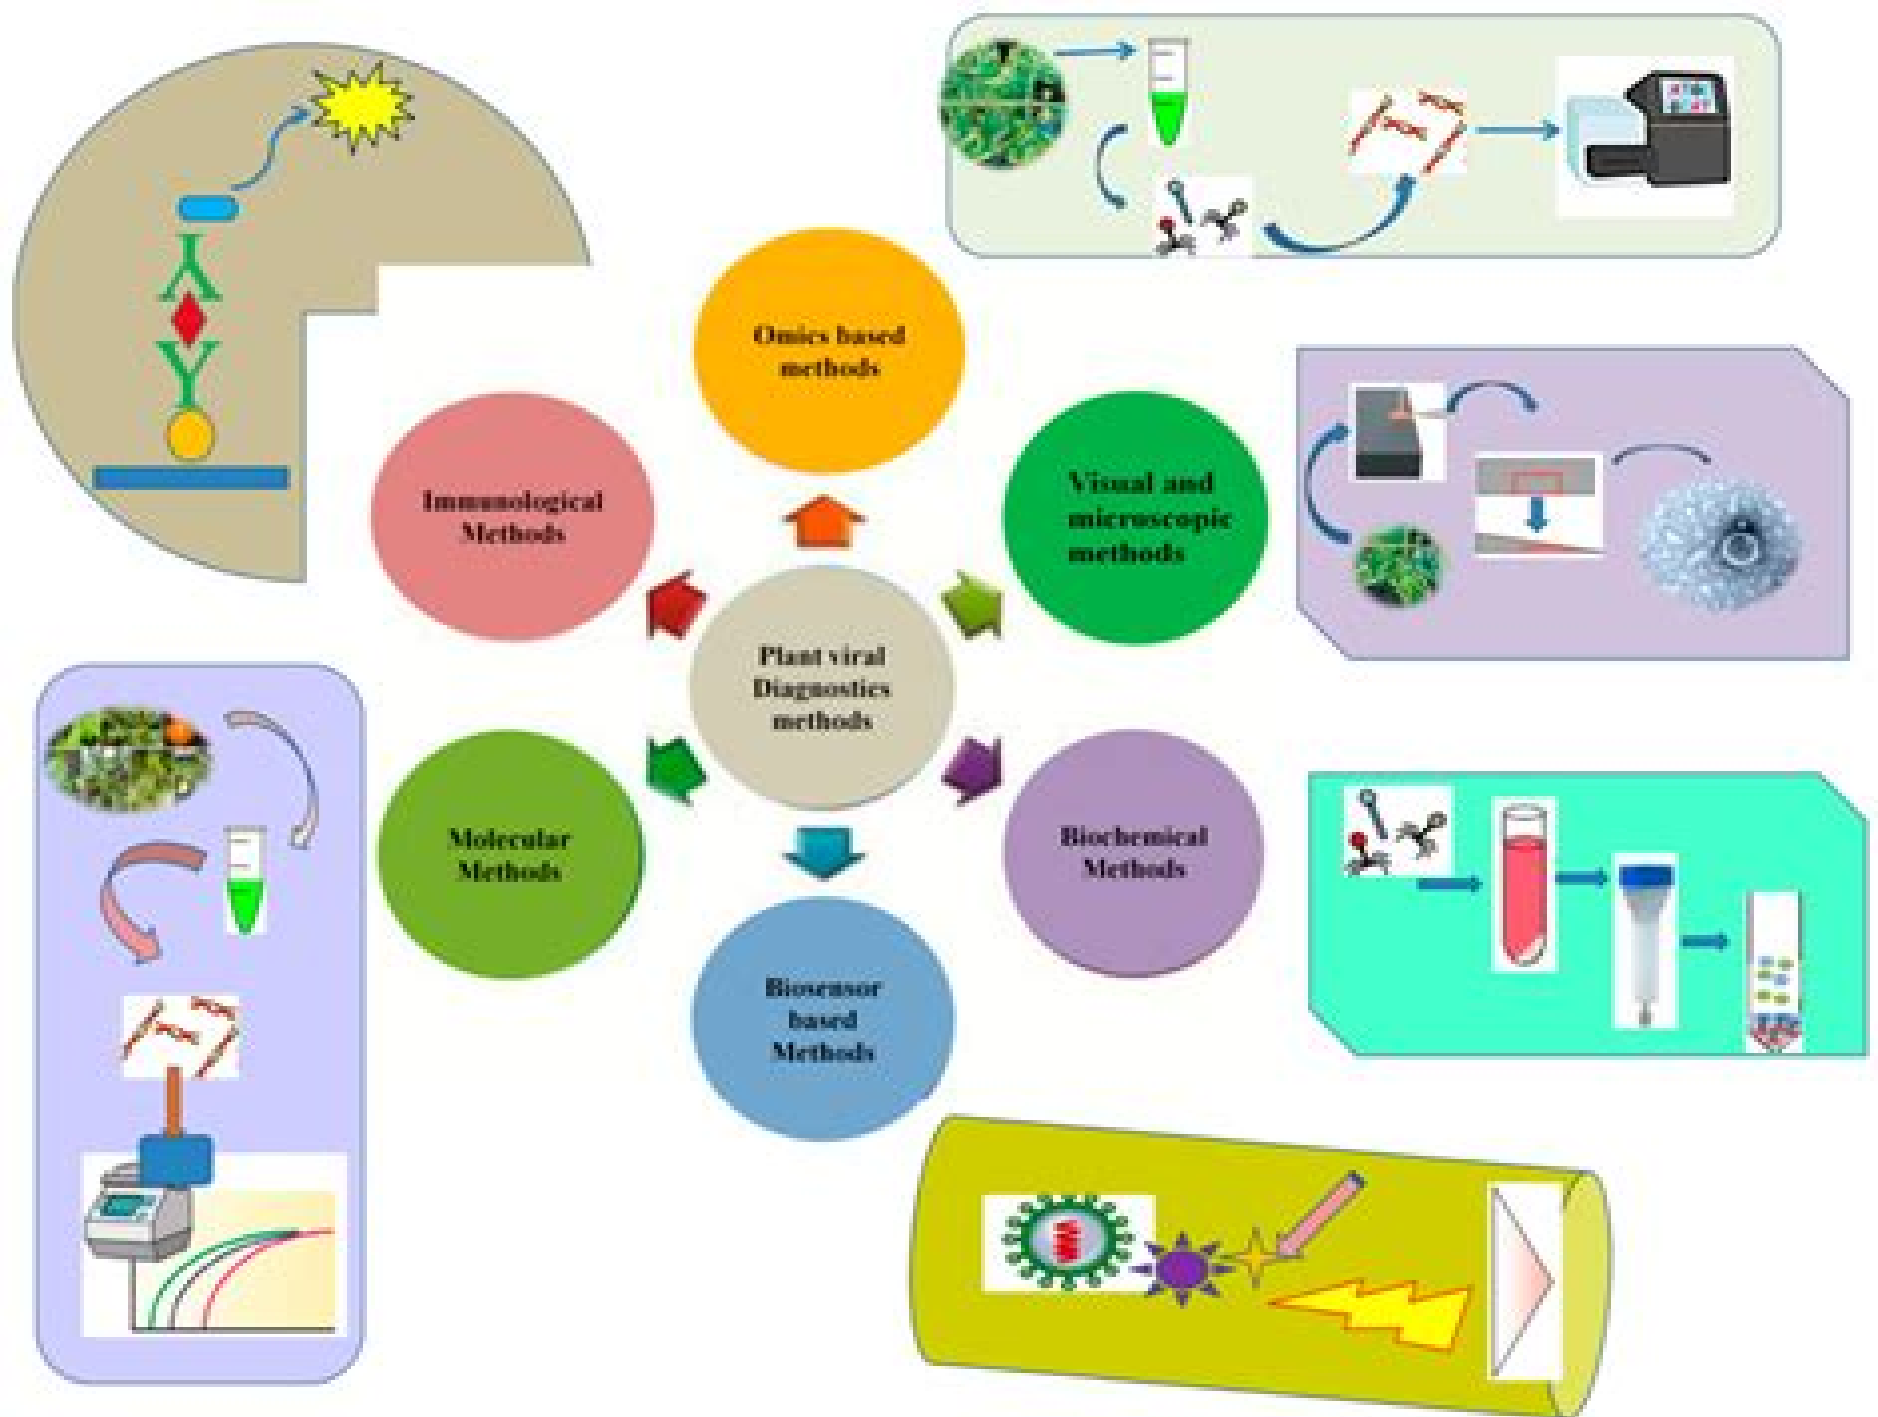 Omics based
methods
Immunological
Methods
Visual and
microscopic
methods
Plant viral
Diagnostics
methods
Molecular
Methods
Biochemical
Methods
Biosensor
based
Methods